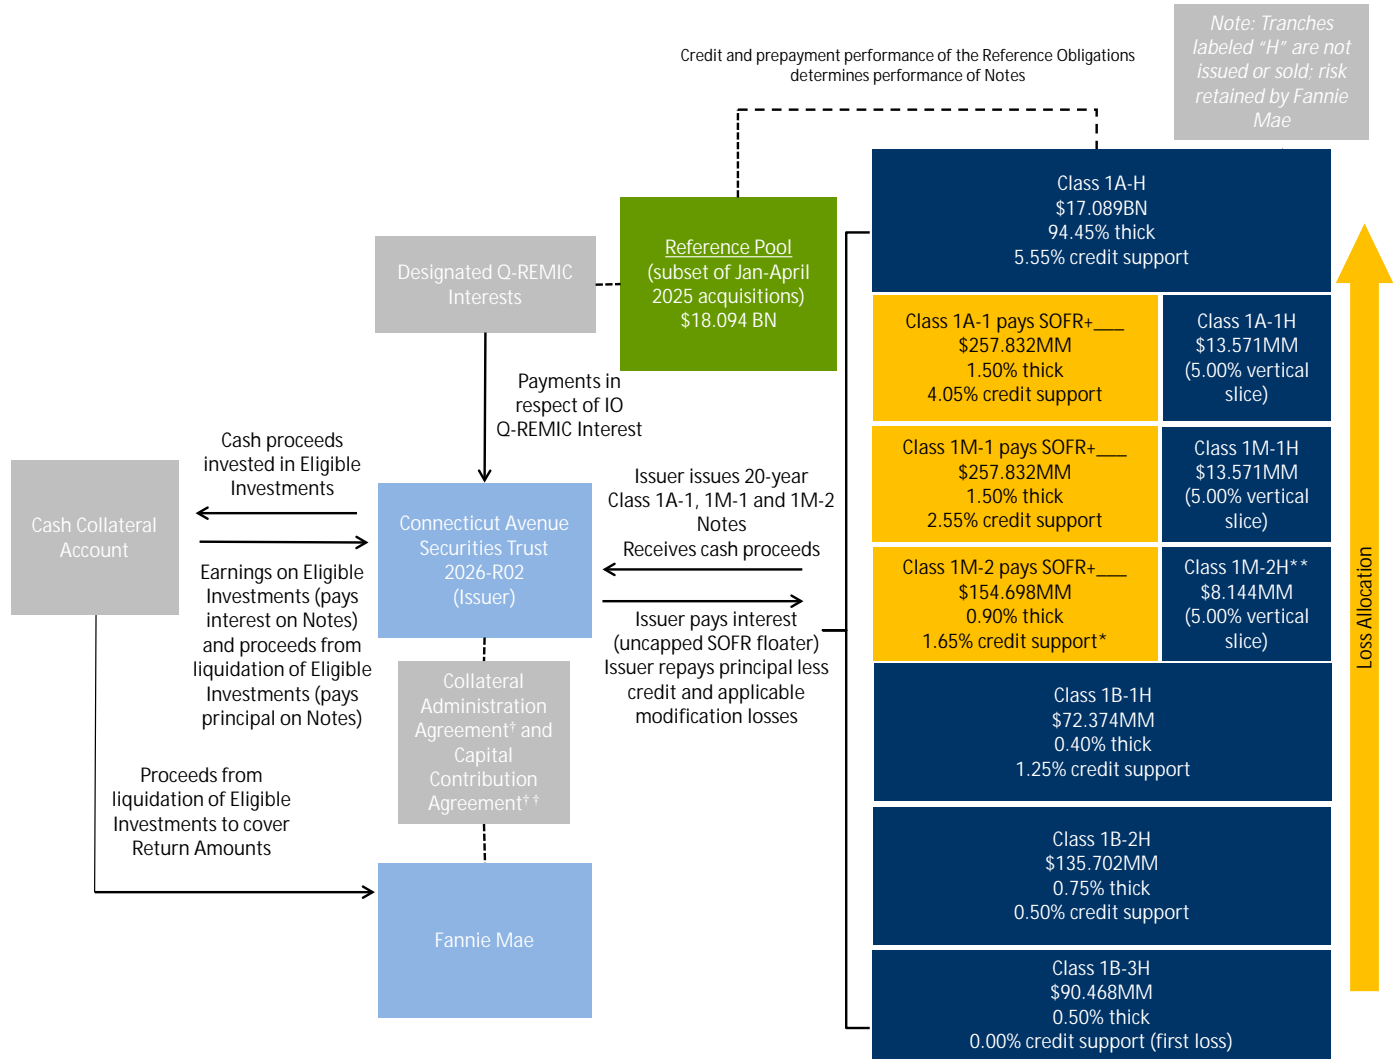 Note: Tranches
labeled “H” are not
issued or sold; risk
retained by Fannie
Mae
Credit and prepayment performance of the Reference Obligations
determines performance of Notes
Class 1A-H
$17.089BN
94.45% thick
5.55% credit support
Reference Pool
(subset of Jan-April
2025 acquisitions)
$18.094 BN
Designated Q-REMIC
Interests
Class 1A-1 pays SOFR+___
$257.832MM
1.50% thick
4.05% credit support
Class 1A-1H
$13.571MM
(5.00% vertical
slice)
Payments in
respect of IO
Q-REMIC Interest
Cash proceeds
invested in Eligible
Investments
Class 1M-1 pays SOFR+___
$257.832MM
1.50% thick
2.55% credit support
Class 1M-1H
$13.571MM
(5.00% vertical
slice)
Issuer issues 20-year
Class 1A-1, 1M-1 and 1M-2
Notes
Receives cash proceeds
Cash Collateral
Account
Connecticut Avenue
Securities Trust
2026-R02
(Issuer)
Class 1M-2 pays SOFR+___
$154.698MM
0.90% thick
1.65% credit support*
Class 1M-2H**
$8.144MM
(5.00% vertical
slice)
Loss Allocation
Earnings on Eligible
Investments (pays
interest on Notes)
and proceeds from
liquidation of Eligible
Investments (pays
principal on Notes)
Issuer pays interest
(uncapped SOFR floater)
Issuer repays principal less
credit and applicable
modification losses
Collateral
Administration
Agreement† and
Capital
Contribution
Agreement† †
Class 1B-1H
$72.374MM
0.40% thick
1.25% credit support
Proceeds from
liquidation of Eligible
Investments to cover
Return Amounts
Class 1B-2H
$135.702MM
0.75% thick
0.50% credit support
Fannie Mae
Class 1B-3H
$90.468MM
0.50% thick
0.00% credit support (first loss)